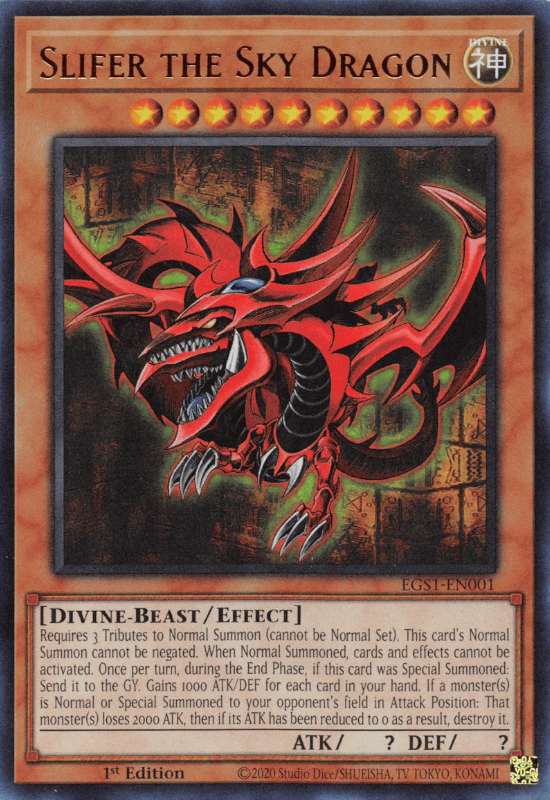 SLIFER THE SKY DRAGON
DIVINE
神
EGS1-EN001
[DIVINE-BEAST/EFFECT]
Requires 3 Tributes to Normal Summon (cannot be Normal Set). This card's Normal
Summon cannot be negated. When Normal Summoned, cards and effects cannot be
activated. Once per turn, during the End Phase, if this card was Special Summoned:
Send it to the GY. Gains 1000 ATK/DEF for each card in your hand. If a monster(s)
is Normal or Special Summoned to your opponent's field in Attack Position: That
monster(s) loses 2000 ATK, then if its ATK has been reduced to 0 as a result, destroy it.
ATK/ ? DEF/ ?
1st Edition
©2020 Studio Dice/SHUEISHA, TV TOKYO, KONAMI